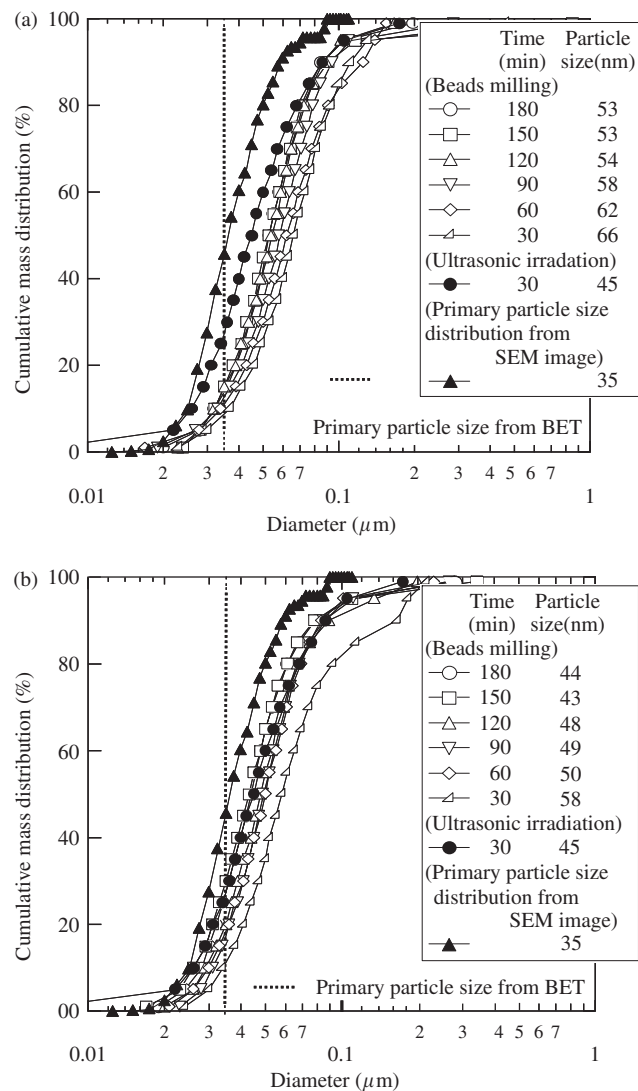 (a)
100
80
60
40
20
0
Cumulative mass distribution (%)
Time Particle
(min) size(nm)
(Beads milling)
180 53
150 53
120 54
90 58
60 62
30 66
(Ultrasonic irradation)
30 45
(Primary particle size
distribution from
SEM image)
35
Primary particle size from BET
2 3 4 5 6 7 2 3 4 5 6 7
0.01 0.1 1
Diameter (μm)
(b)
100
80
60
40
20
00
Cumulative mass distribution (%)
Time Particle
(min) size(nm)
(Beads milling)
180 44
150 43
120 48
90 49
60 50
30 58
(Ultrasonic irradiation)
30 45
(Primary particle size
distribution from
SEM image)
35
Primary particle size from BET
2 3 4 5 6 7 2 3 4 5 6 7
0.01 0.1 1
Diameter (μm)